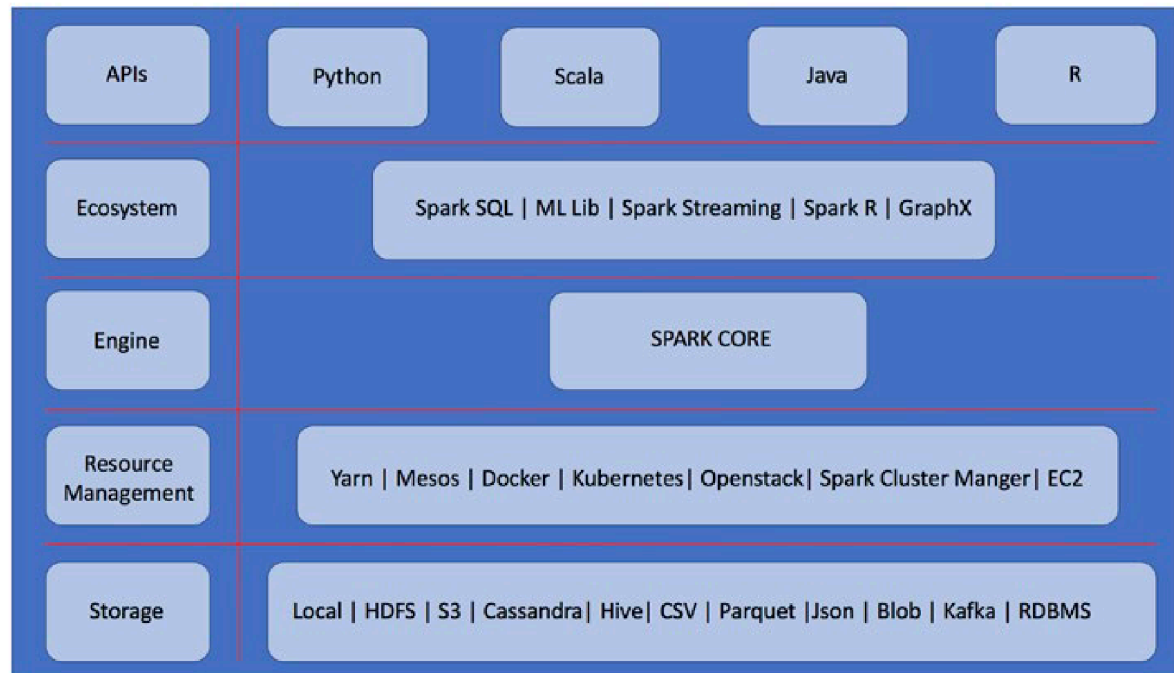 APIs
Python
Scala
Java
R
Ecosystem
Spark SQL | ML Lib | Spark Streaming | Spark R | GraphX
Engine
SPARK CORE
Resource
Management
Yarn | Mesos | Docker | Kubernetes| Openstack| Spark Cluster Manger| EC2
Storage
Local | HDFS | S3 | Cassandra| Hive| CSV | Parquet |Json | Blob | Kafka | RDBMS